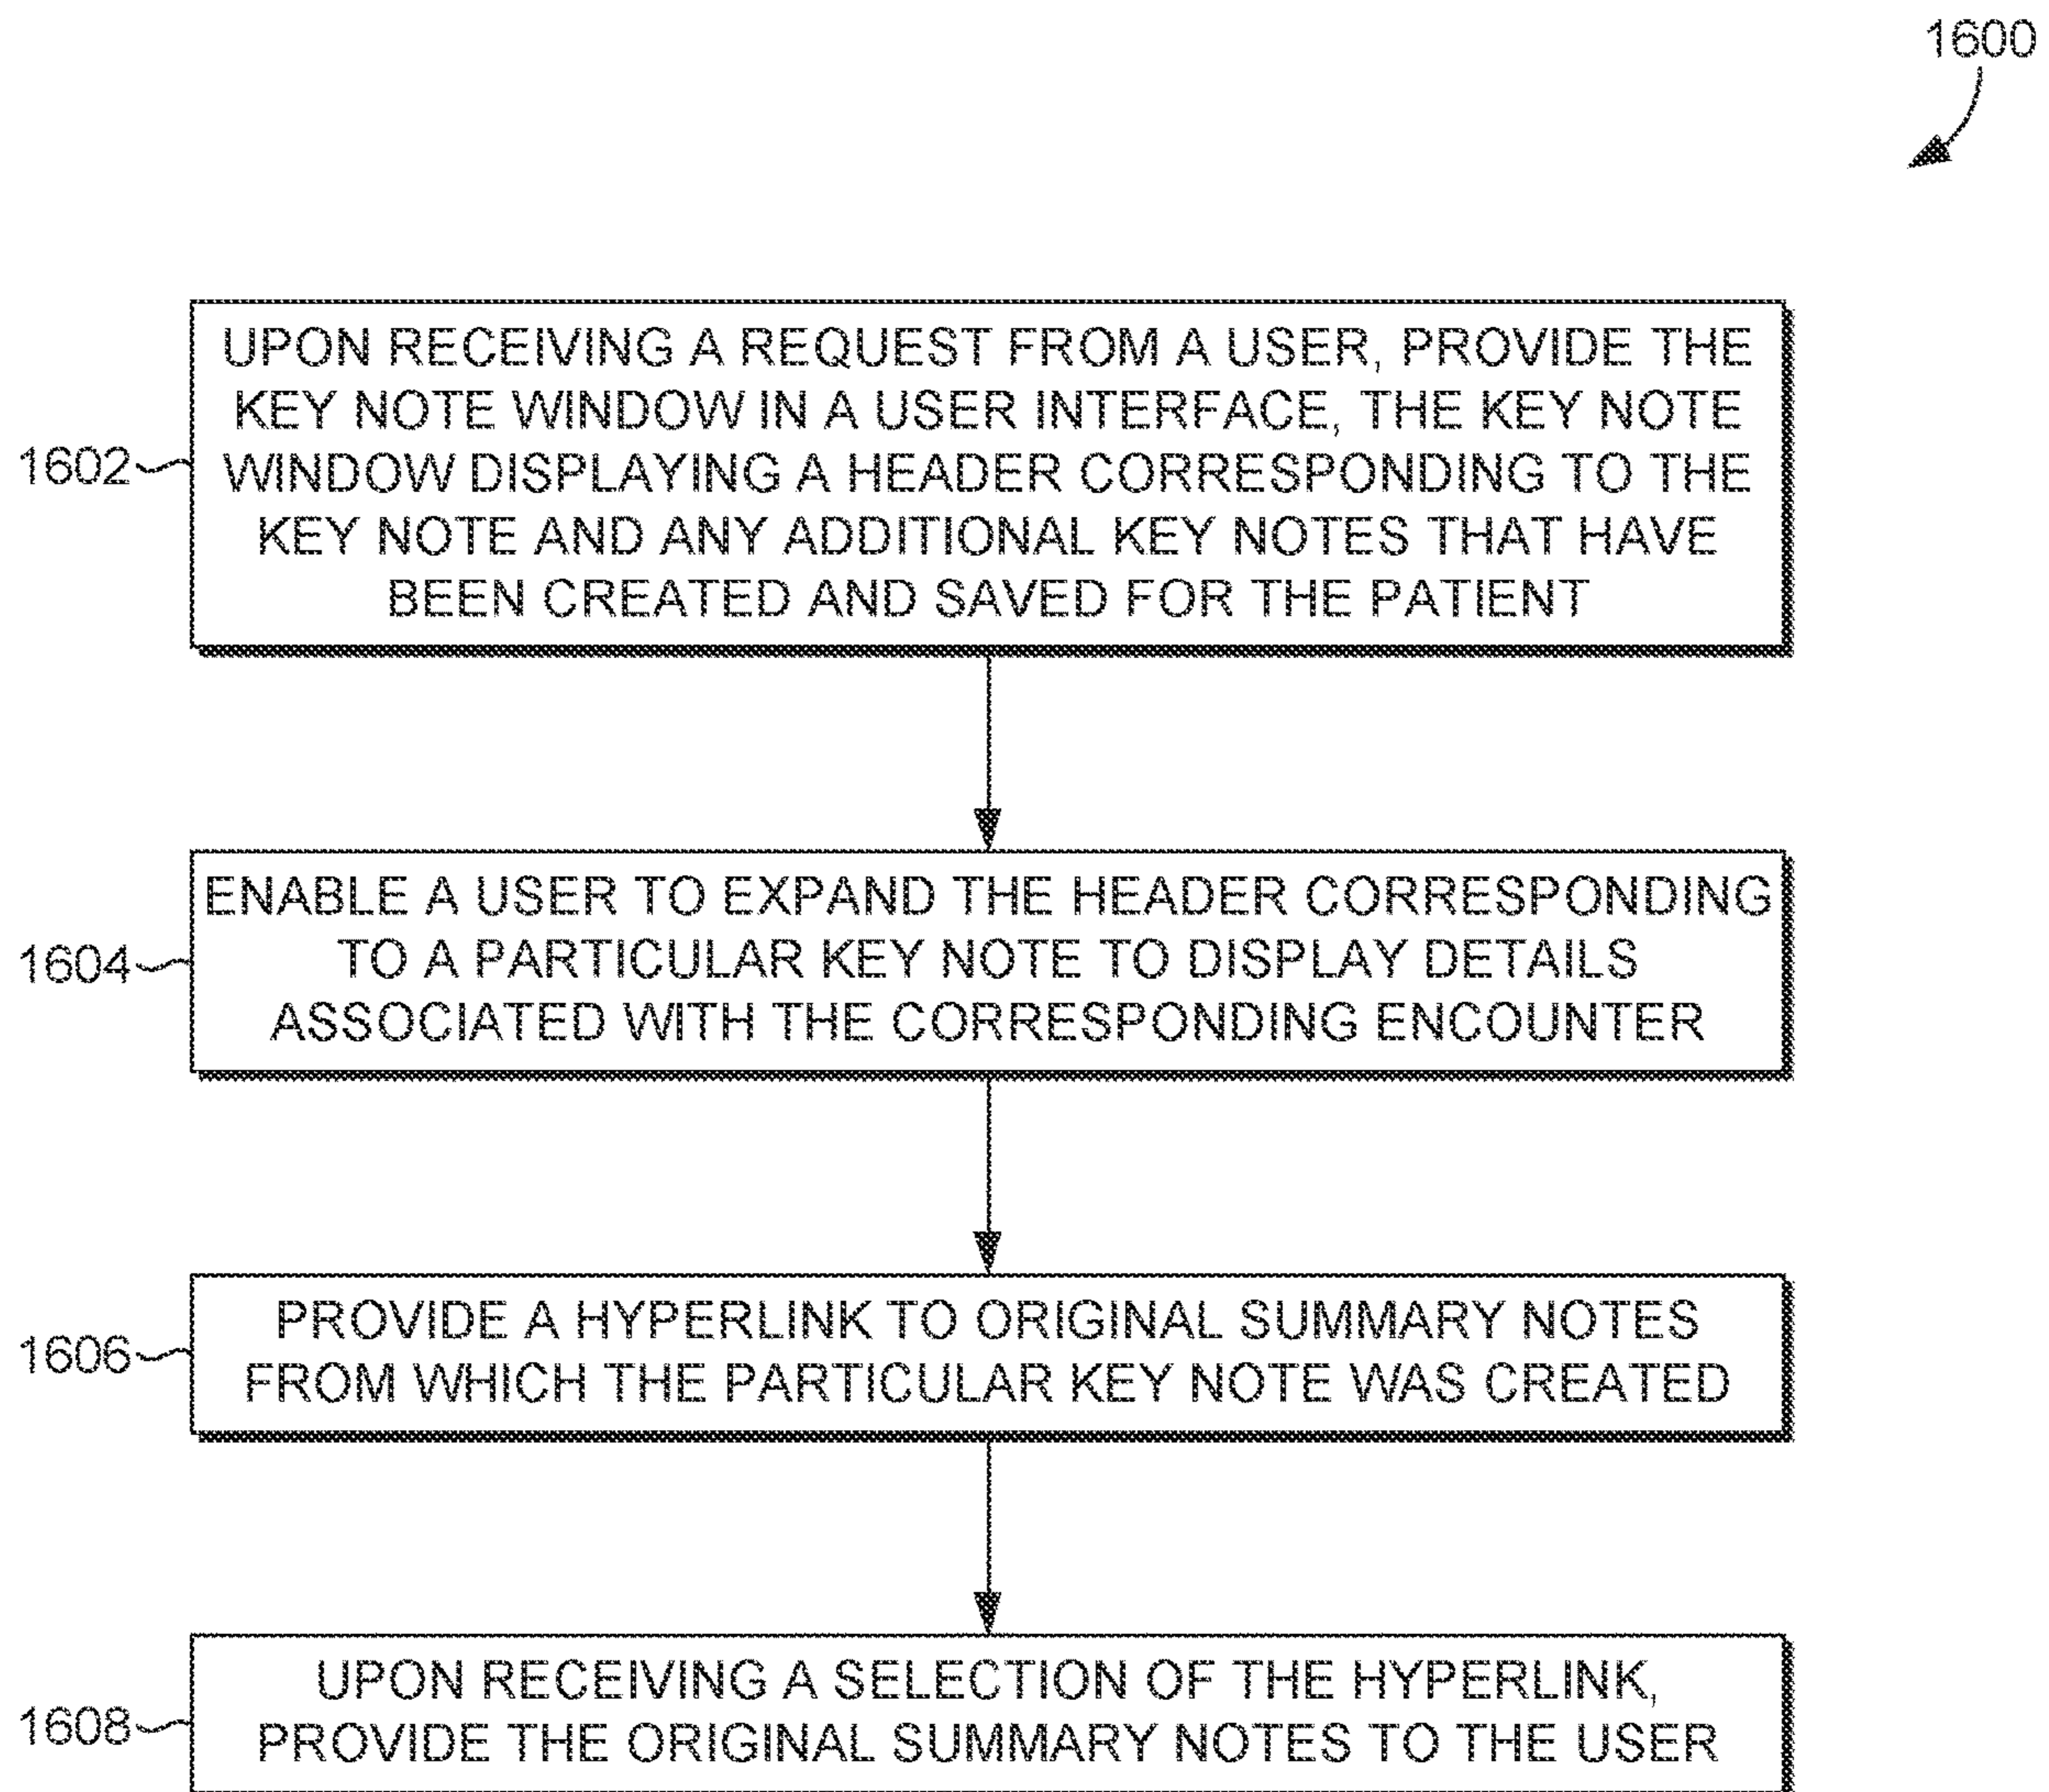 1600
UPON RECEIVING A REQUEST FROM A USER, PROVIDE THE
KEY NOTE WINDOW IN A USER INTERFACE, THE KEY NOTE
1602
WINDOW DISPLAYING A HEADER CORRESPONDING TO THE
KEY NOTE AND ANY ADDITIONAL KEY NOTES THAT HAVE
BEEN CREATED AND SAVED FOR THE PATIENT
ENABLE A USER TO EXPAND THE HEADER CORRESPONDING
1604
TO A PARTICULAR KEY NOTE TO DISPLAY DETAILS
ASSOCIATED WITH THE CORRESPONDING ENCOUNTER
1606
PROVIDE A HYPERLINK TO ORIGINAL SUMMARY NOTES
FROM WHICH THE PARTICULAR KEY NOTE WAS CREATED
1608
UPON RECEIVING A SELECTION OF THE HYPERLINK,
PROVIDE THE ORIGINAL SUMMARY NOTES TO THE USER